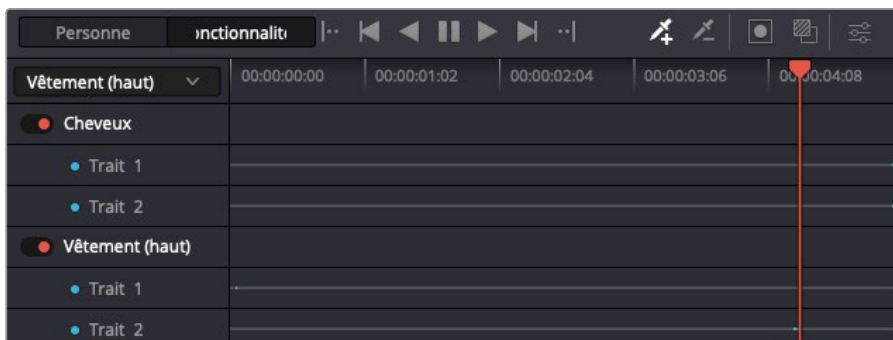 Personne onctionnalite
Vêtement (haut) 00:00:00:00 00:00:01:02 00:00:02:04 00:00:03:06 00:00:04:08
Cheveux
Trait 1
Trait 2
Vêtement (haut)
Trait 1
Trait 2